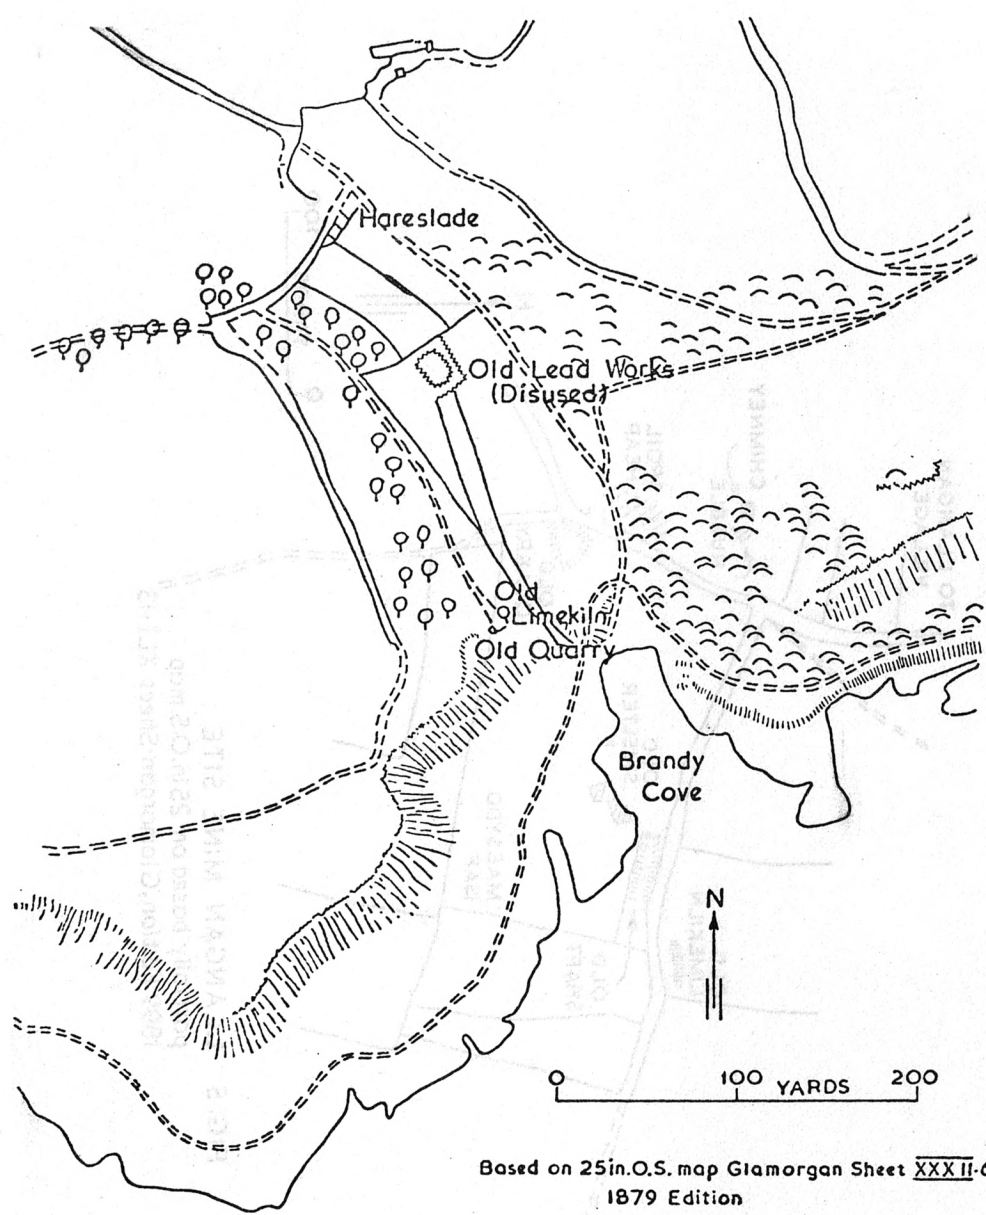 Hareslade
Old Lead Works
(Disused)
Old
Limekiln
Old Quarry
Brandy
Cove
N
0 100 YARDS 200
Based on 25in.O.S. map Glamorgan Sheet XXXII-6
1879 Edition